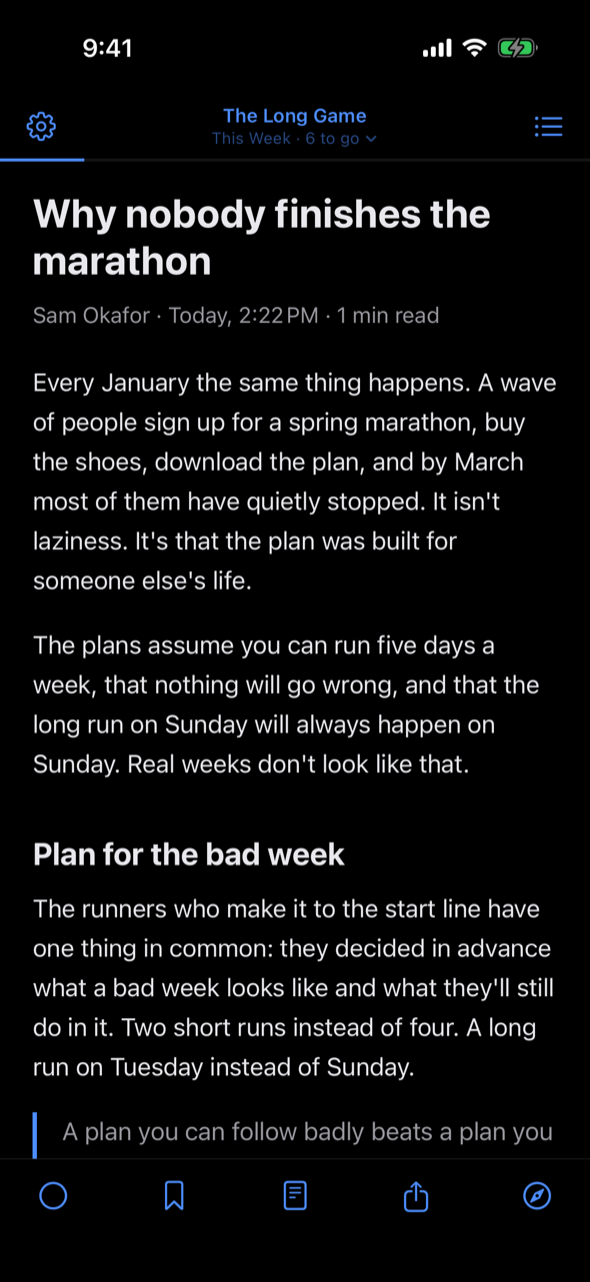 9:41
The Long Game
This Week · 6 to go
Why nobody finishes the
marathon
Sam Okafor · Today, 2:22 PM · 1 min read
Every January the same thing happens. A wave
of people sign up for a spring marathon, buy
the shoes, download the plan, and by March
most of them have quietly stopped. It isn't
laziness. It's that the plan was built for
someone else's life.
The plans assume you can run five days a
week, that nothing will go wrong, and that the
long run on Sunday will always happen on
Sunday. Real weeks don't look like that.
Plan for the bad week
The runners who make it to the start line have
one thing in common: they decided in advance
what a bad week looks like and what they'll still
do in it. Two short runs instead of four. A long
run on Tuesday instead of Sunday.
A plan you can follow badly beats a plan you